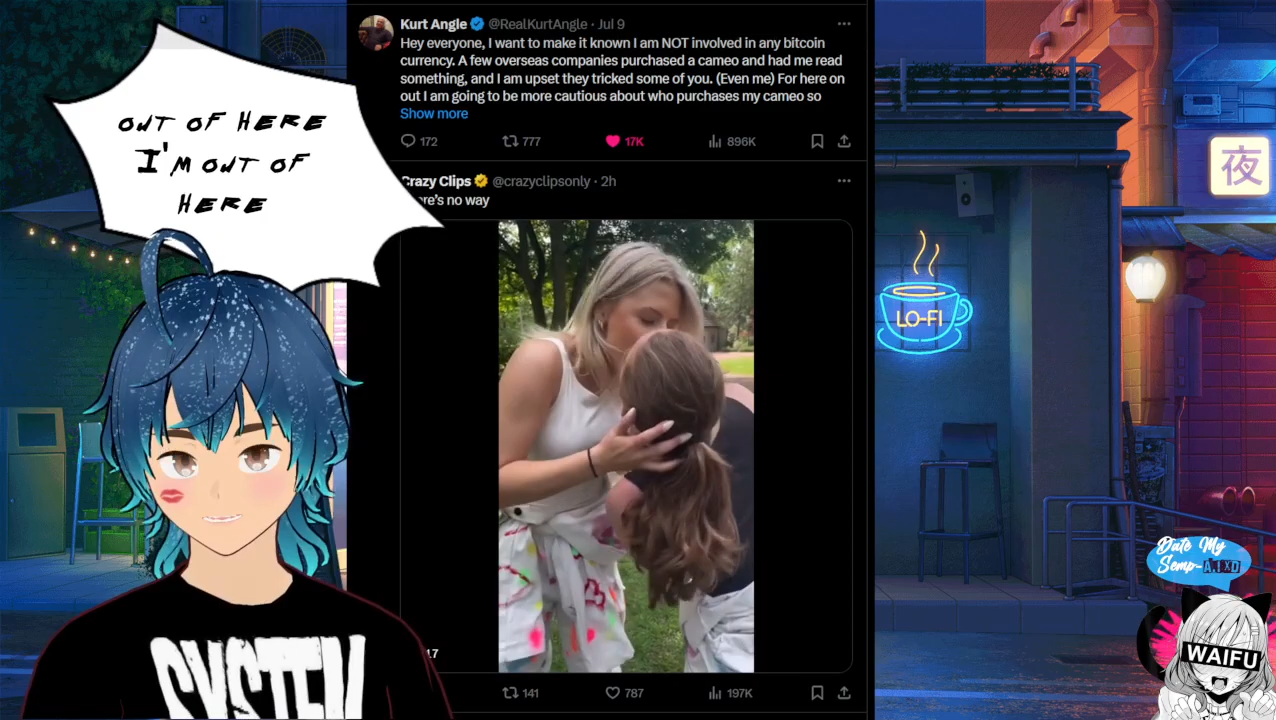 OUT OF HERE
I'M OUT OF
HERE
Kurt Angle @RealKurtAngle · Jul 9
Hey everyone, I want to make it known I am NOT involved in any bitcoin
currency. A few overseas companies purchased a cameo and had me read
something, and I am upset they tricked some of you. (Even me) For here on
out I am going to be more cautious about who purchases my cameo so
Show more
172 777 17K 896K
Crazy Clips @crazyclipsonly · 2h
no way
141 787 197K
夜
LO-FI
SYSTEM
Date My
Semp-A.I XD
WAIFU